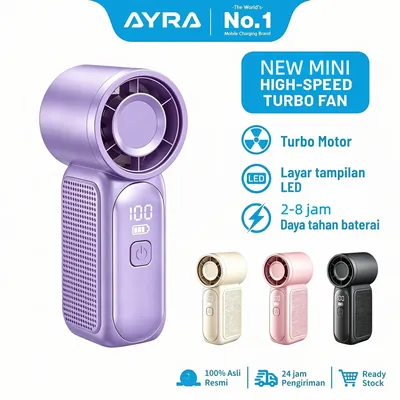 AYRA
-The World's-
No.1
Mobile Charging Brand
NEW MINI
HIGH-SPEED
TURBO FAN
Turbo Motor
LED
Layar tampilan
LED
2-8 jam
Daya tahan baterai
100
100% Asli
Resmi
24 jam
Pengiriman
Ready
Stock